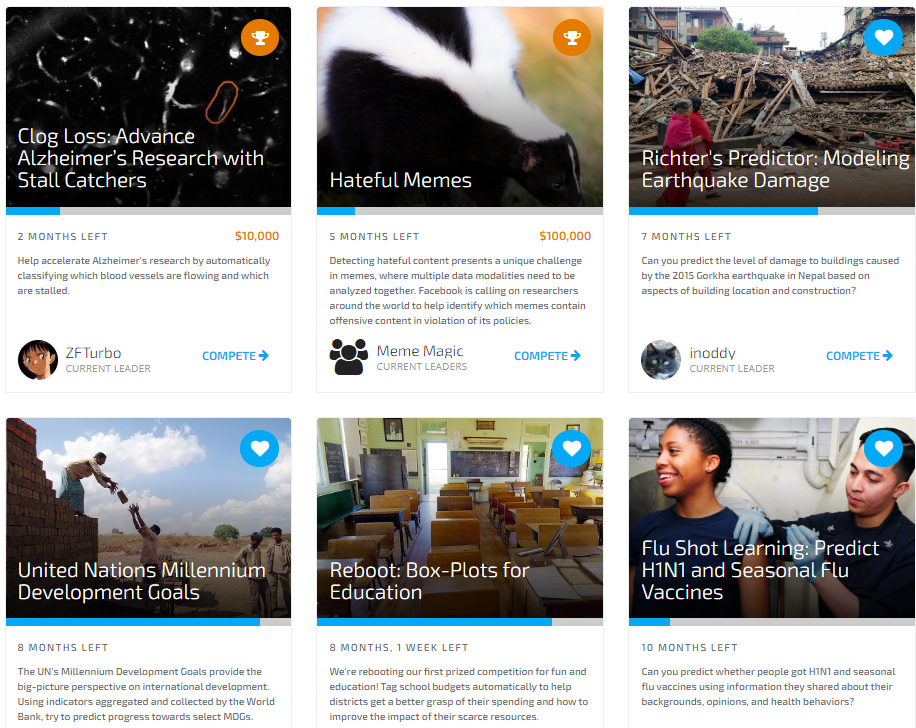 Clog Loss: Advance
Alzheimer's Research with
Stall Catchers
2 MONTHS LEFT
$10,000
Help accelerate Alzheimer's research by automatically
classifying which blood vessels are flowing and which
are stalled.
ZFTurbo
CURRENT LEADER
COMPETE
Hateful Memes
5 MONTHS LEFT
$100,000
Detecting hateful content presents a unique challenge
in memes, where multiple data modalities need to be
analyzed together. Facebook is calling on researchers
around the world to help identify which memes contain
offensive content in violation of its policies.
Meme Magic
CURRENT LEADERS
COMPETE
Richter's Predictor: Modeling
Earthquake Damage
7 MONTHS LEFT
Can you predict the level of damage to buildings caused
by the 2015 Gorkha earthquake in Nepal based on
aspects of building location and construction?
inoddy
CURRENT LEADER
COMPETE
United Nations Millennium
Development Goals
8 MONTHS LEFT
The UN's Millennium Development Goals provide the
big-picture perspective on international development.
Using indicators aggregated and collected by the World
Bank, try to predict progress towards select MDGs.
Reboot: Box-Plots for
Education
8 MONTHS, 1 WEEK LEFT
We're rebooting our first prized competition for fun and
education! Tag school budgets automatically to help
districts get a better grasp of their spending and how to
improve the impact of their scarce resources.
Flu Shot Learning: Predict
H1N1 and Seasonal Flu
Vaccines
10 MONTHS LEFT
Can you predict whether people got H1N1 and seasonal
flu vaccines using information they shared about their
backgrounds, opinions, and health behaviors?